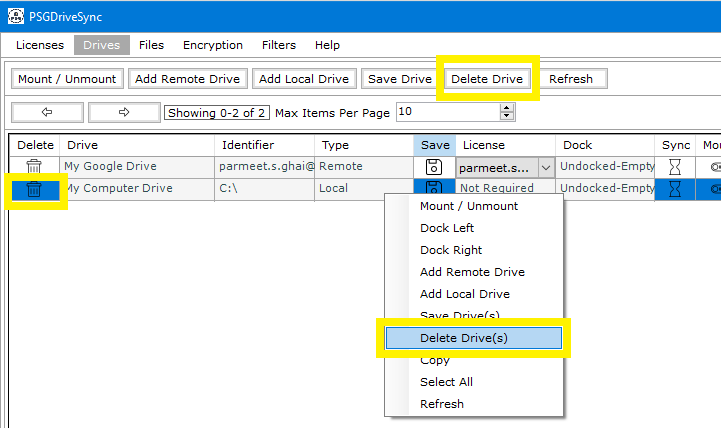 PSGDriveSync
Licenses Drives Files Encryption Filters Help
Mount / Unmount Add Remote Drive Add Local Drive Save Drive Delete Drive Refresh
Showing 0-2 of 2 Max Items Per Page 10
Delete Drive Identifier Type Save License Dock Sync Mou
My Google Drive parmeet.s.ghai@ Remote parmeet.s... Undocked-Empty
My Computer Drive C:\ Local Not Required Undocked-Empty
Mount / Unmount
Dock Left
Dock Right
Add Remote Drive
Add Local Drive
Save Drive(s)
Delete Drive(s)
Copy
Select All
Refresh